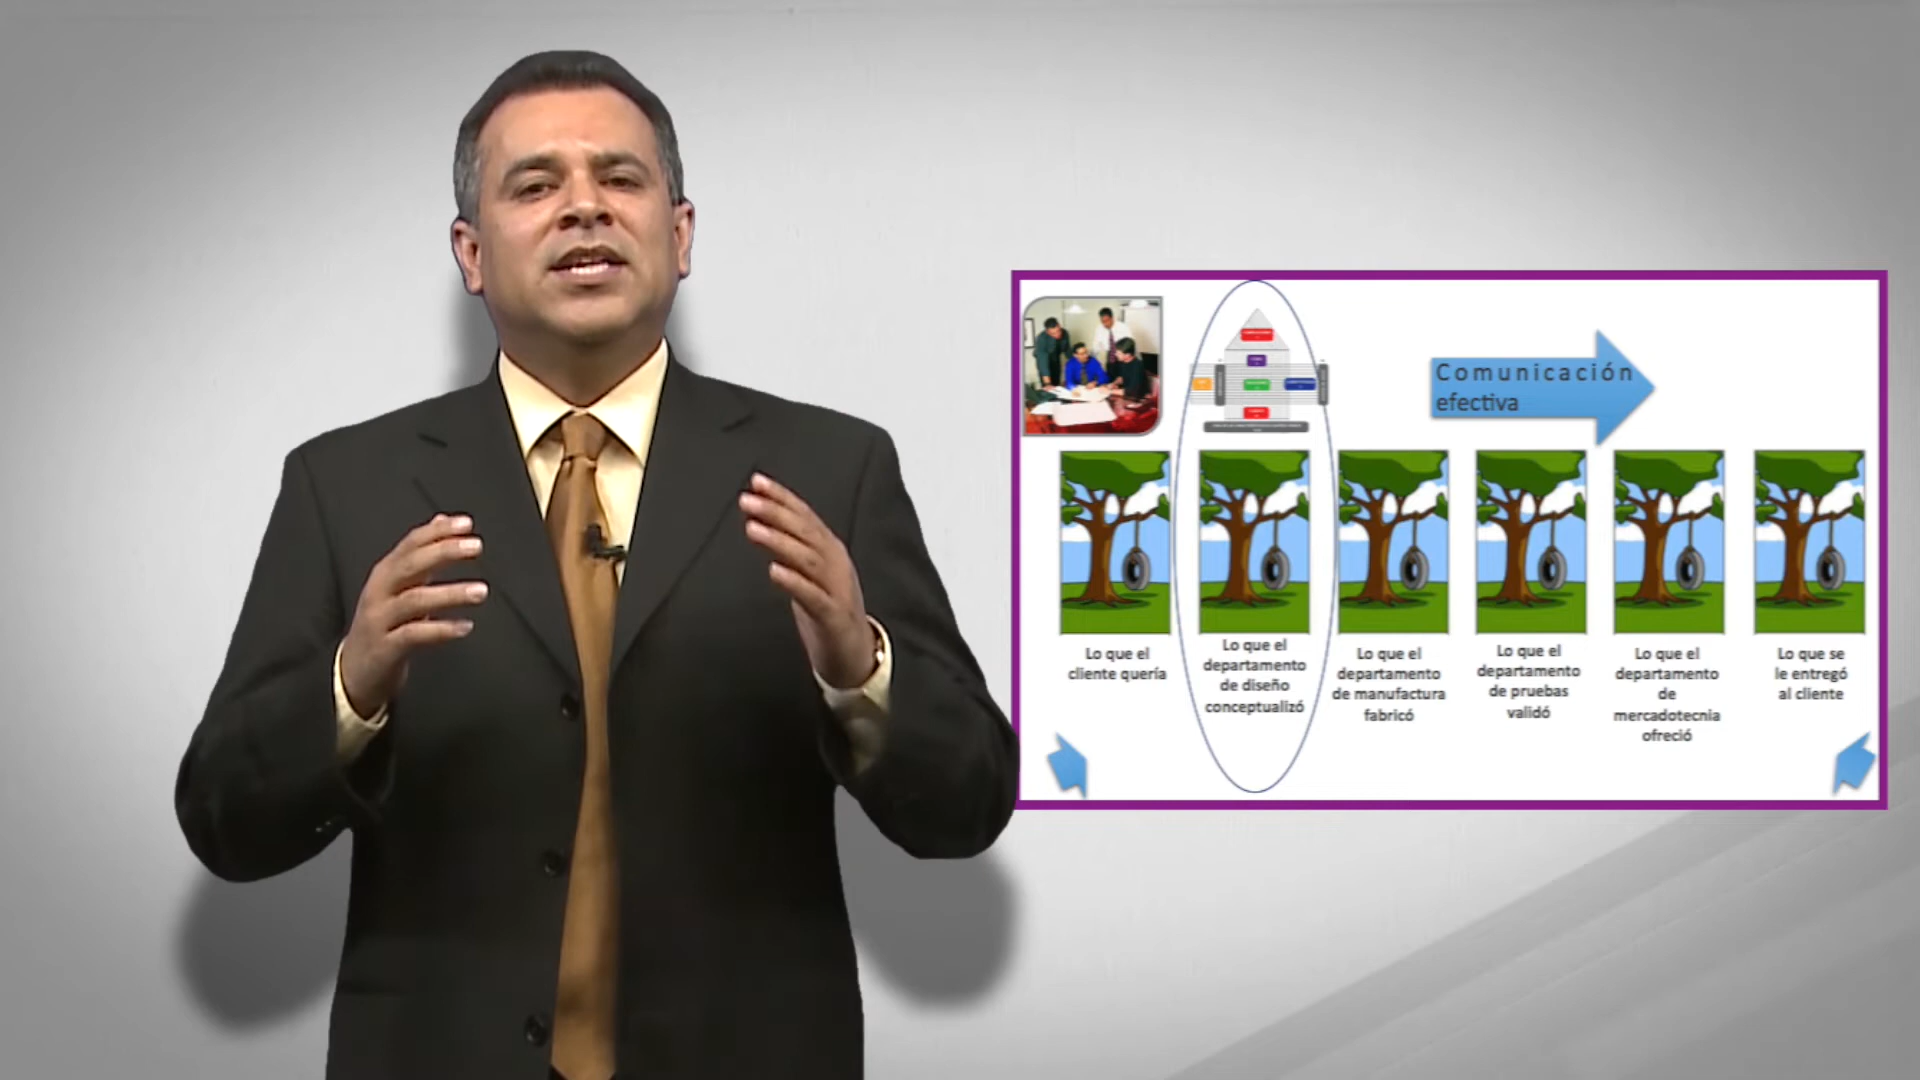 Comunicación
efectiva
Lo que el
cliente quería
Lo que el
departamento
de diseño
conceptualizó
Lo que el
departamento
de manufactura
fabricó
Lo que el
departamento
de pruebas
validó
Lo que el
departamento
de
mercadotecnia
ofreció
Lo que se
le entregó
al cliente